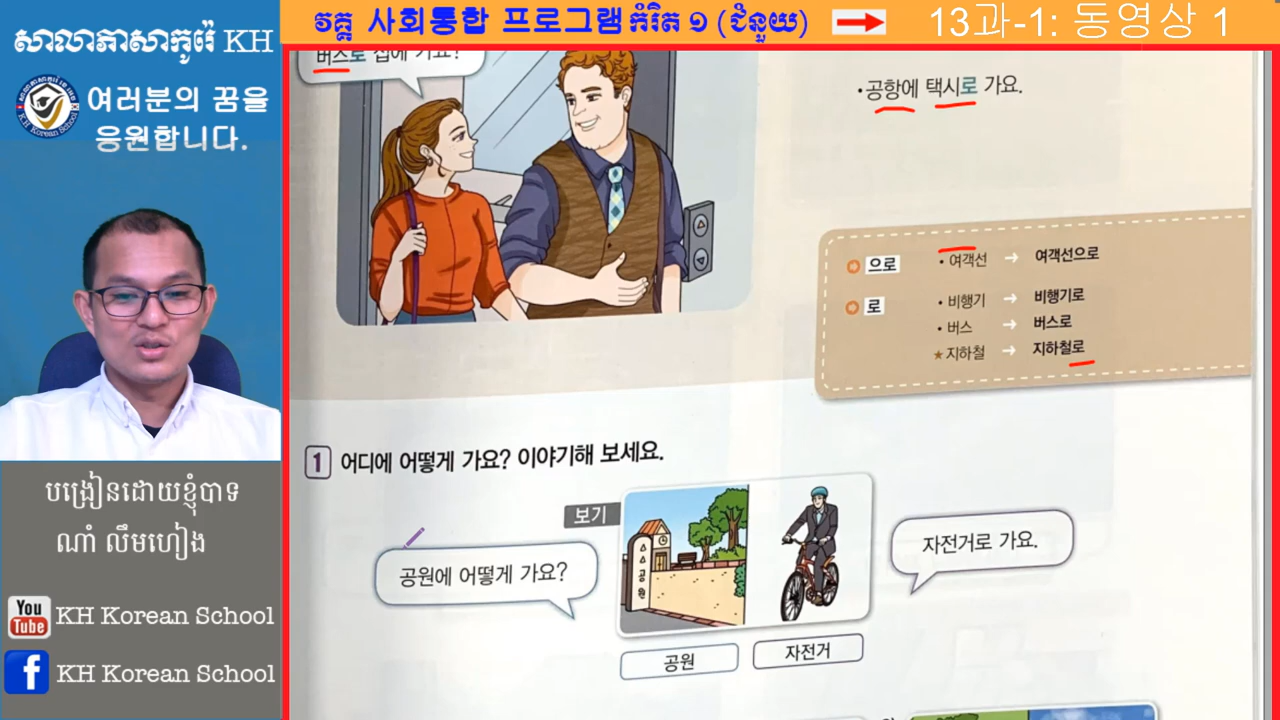 សាលាភាសាកូរ៉េ KH
여러분의 꿈을
응원합니다.
វគ្គ 사회통합 프로그램 កំរិត ១ (ជំនួយ)
13과-1: 동영상 1
버스로 집에 가요?
•공항에 택시로 가요.
으로
• 여객선 → 여객선으로
로
• 비행기 → 비행기로
• 버스 → 버스로
★지하철 → 지하철로
1 어디에 어떻게 가요? 이야기해 보세요.
보기
공원에 어떻게 가요?
자전거로 가요.
공원
공원
자전거
បង្រៀនដោយខ្ញុំបាទ
ណាំ លឹមហៀង
You
Tube
KH Korean School
f
KH Korean School